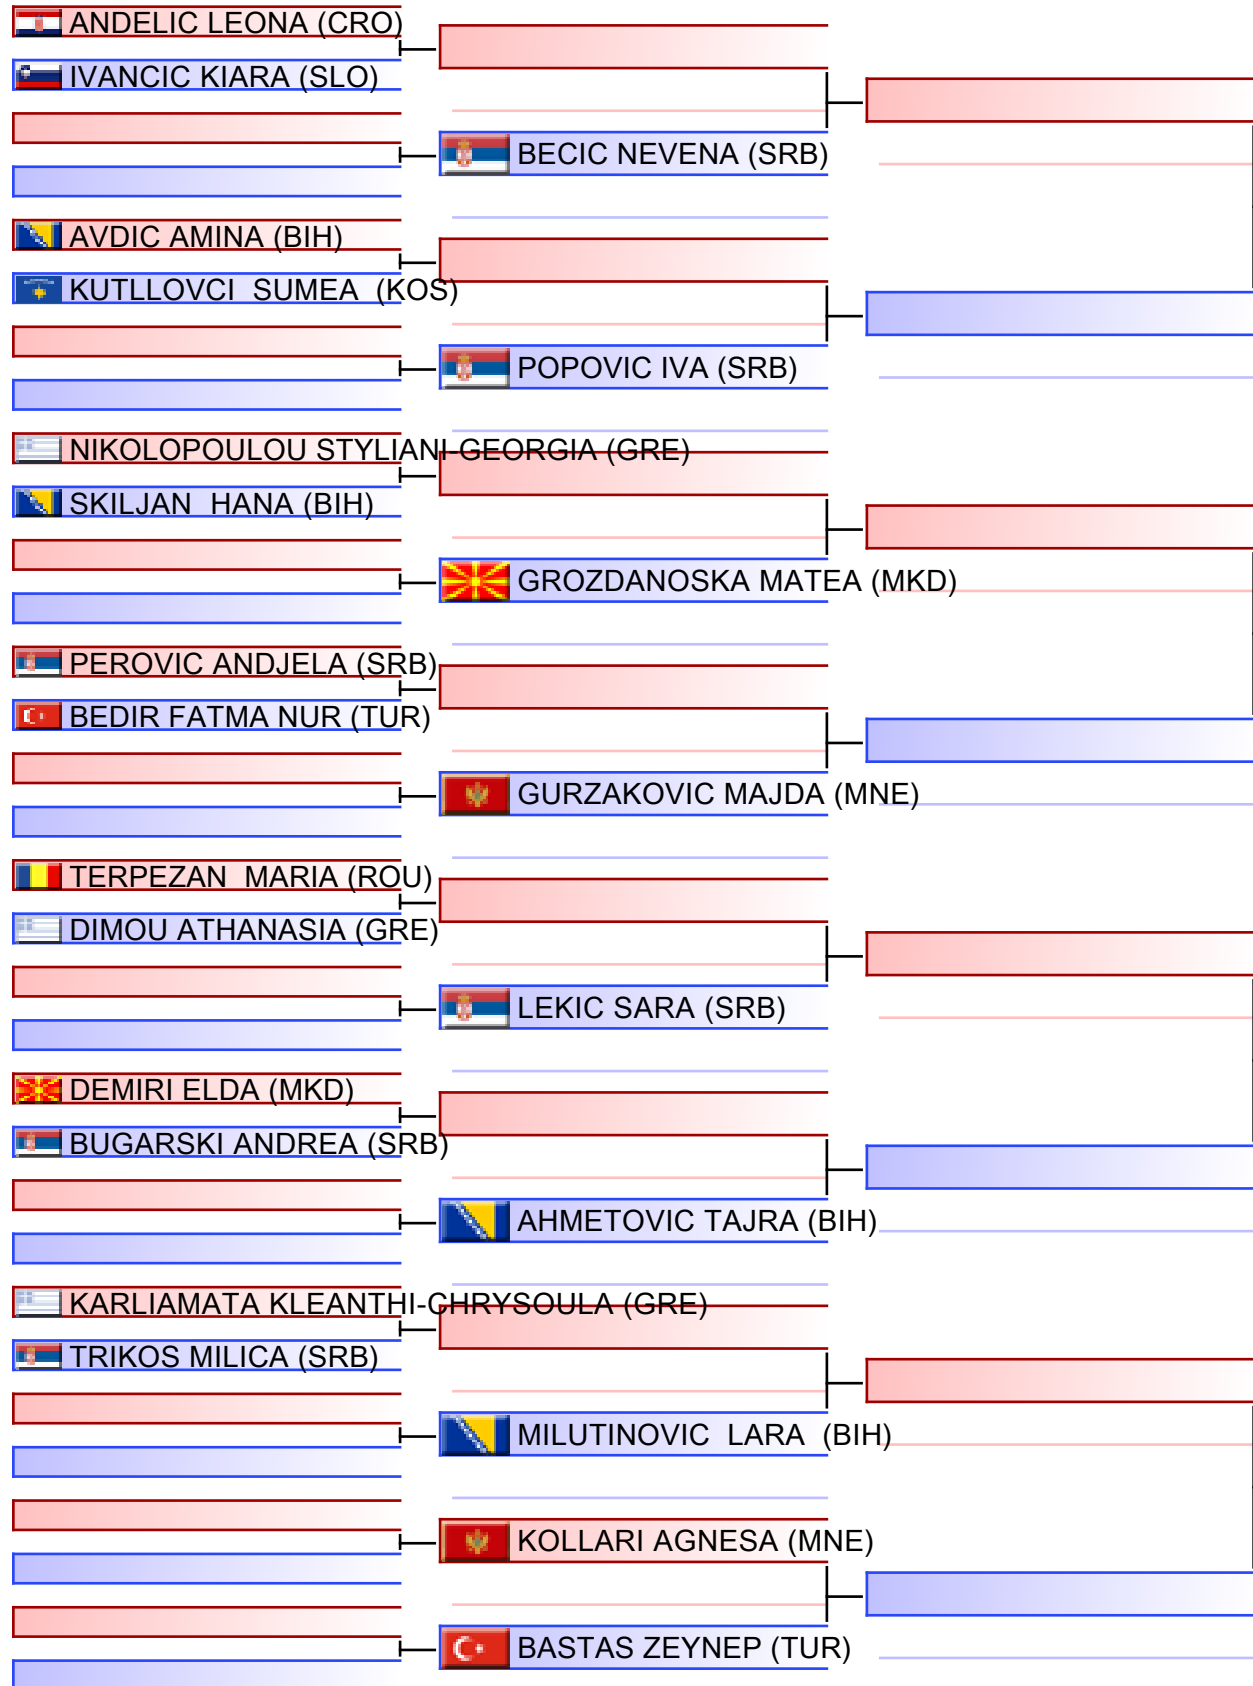 ANDELIC LEONA (CRO)
IVANCIC KIARA (SLO)
BECIC NEVENA (SRB)
AVDIC AMINA (BIH)
KUTLLOVCI  SUMEA  (KOS)
POPOVIC IVA (SRB)
NIKOLOPOULOU STYLIANI-GEORGIA (GRE)
SKILJAN  HANA (BIH)
GROZDANOSKA MATEA (MKD)
PEROVIC ANDJELA (SRB)
BEDIR FATMA NUR (TUR)
GURZAKOVIC MAJDA (MNE)
TERPEZAN  MARIA (ROU)
DIMOU ATHANASIA (GRE)
LEKIC SARA (SRB)
DEMIRI ELDA (MKD)
BUGARSKI ANDREA (SRB)
AHMETOVIC TAJRA (BIH)
KARLIAMATA KLEANTHI-CHRYSOULA (GRE)
TRIKOS MILICA (SRB)
MILUTINOVIC  LARA  (BIH)
KOLLARI AGNESA (MNE)
BASTAS ZEYNEP (TUR)